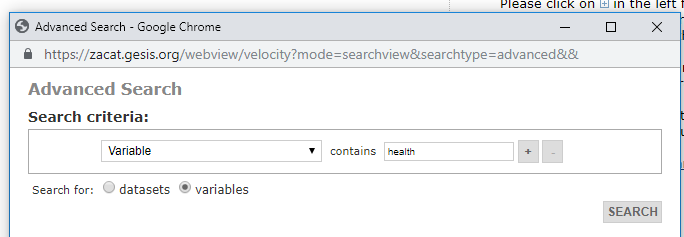 Please click on in the left f
Advanced Search - Google Chrome
https://zacat.gesis.org/webview/velocity?mode=searchview&searchtype=advanced&&
Advanced Search
Search criteria:
Variable contains health + -
Search for: datasets variables
SEARCH